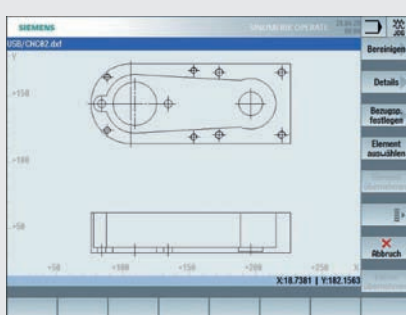 SIEMENS
SINUMERIK OPERATE
JOG
USB/CNC02.dxf
Bereinigen
Y
Details
+150
Bezugsp.
festlegen
Element
auswählen
+100
+50
Abbruch
+50 +100 +150 +200 +250 X
X:18.7381 | Y:182.1563